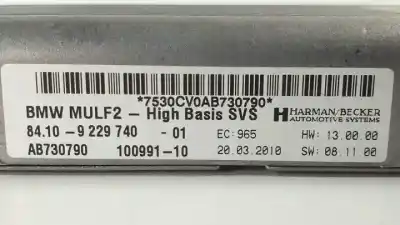 *7530CV0AB730790*
BMW MULF2 – High Basis SVS HARMAN/BECKER
AUTOMOTIVE SYSTEMS
84.10 - 9 229 740 - 01 EC: 965 HW: 13.00.00
AB730790 100991-10 20.03.2010 SW: 08.11.00